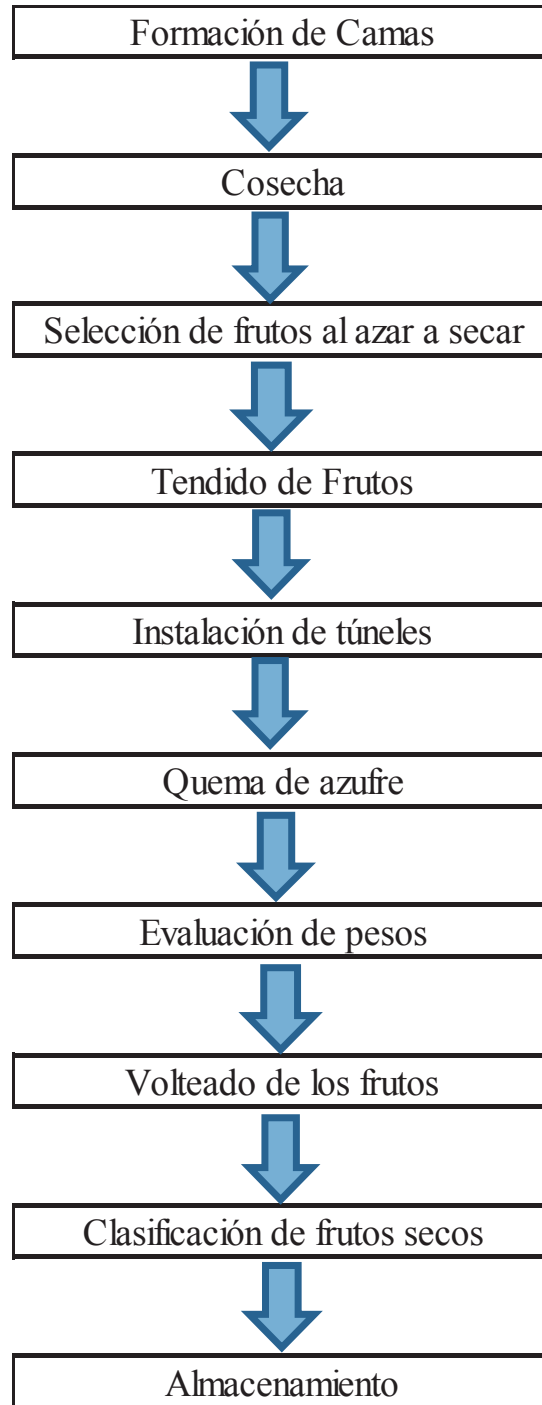 Formación de Camas
Cosecha
Selección de frutos al azar a secar
Tendido de Frutos
Instalación de túneles
Quema de azufre
Evaluación de pesos
Volteado de los frutos
Clasificación de frutos secos
Almacenamiento